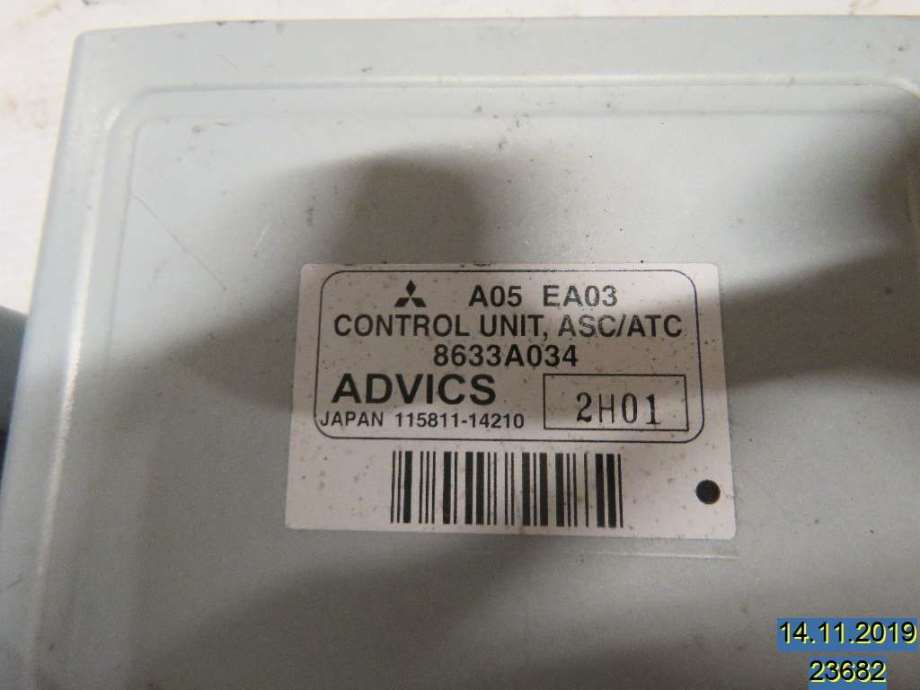 A05 EA03
CONTROL UNIT, ASC/ATC
8633A034
ADVICS
2H01
JAPAN 115811-14210
14.11.2019
23682